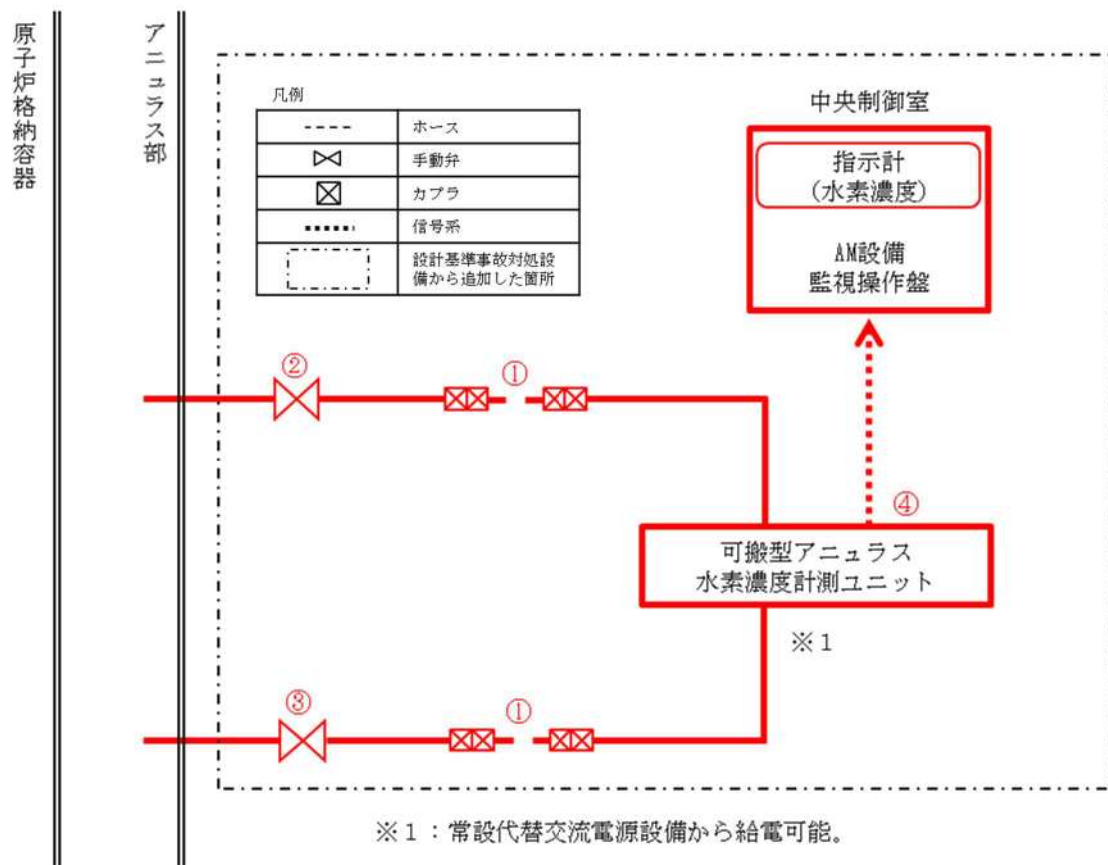 原子炉格納容器
アニュラス部
凡例
ホース
手動弁
カプラ
信号系
設計基準事故対処設
備から追加した箇所
中央制御室
指示計
(水素濃度)
AM設備
監視操作盤
②
①
④
可搬型アニュラス
水素濃度計測ユニット
※1
③
①
※1：常設代替交流電源設備から給電可能。